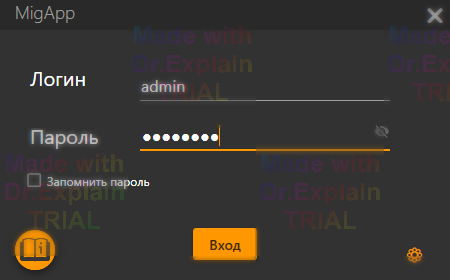 MigApp
Made with
Dr.Explain
TRIAL
Made with
Dr.Explain
TRIAL
Логин
admin
Пароль
●●●●●●●●
Запомнить пароль
Made with
Dr.Explain
TRIAL
Made with
Dr.Explain
TRIAL
Вход